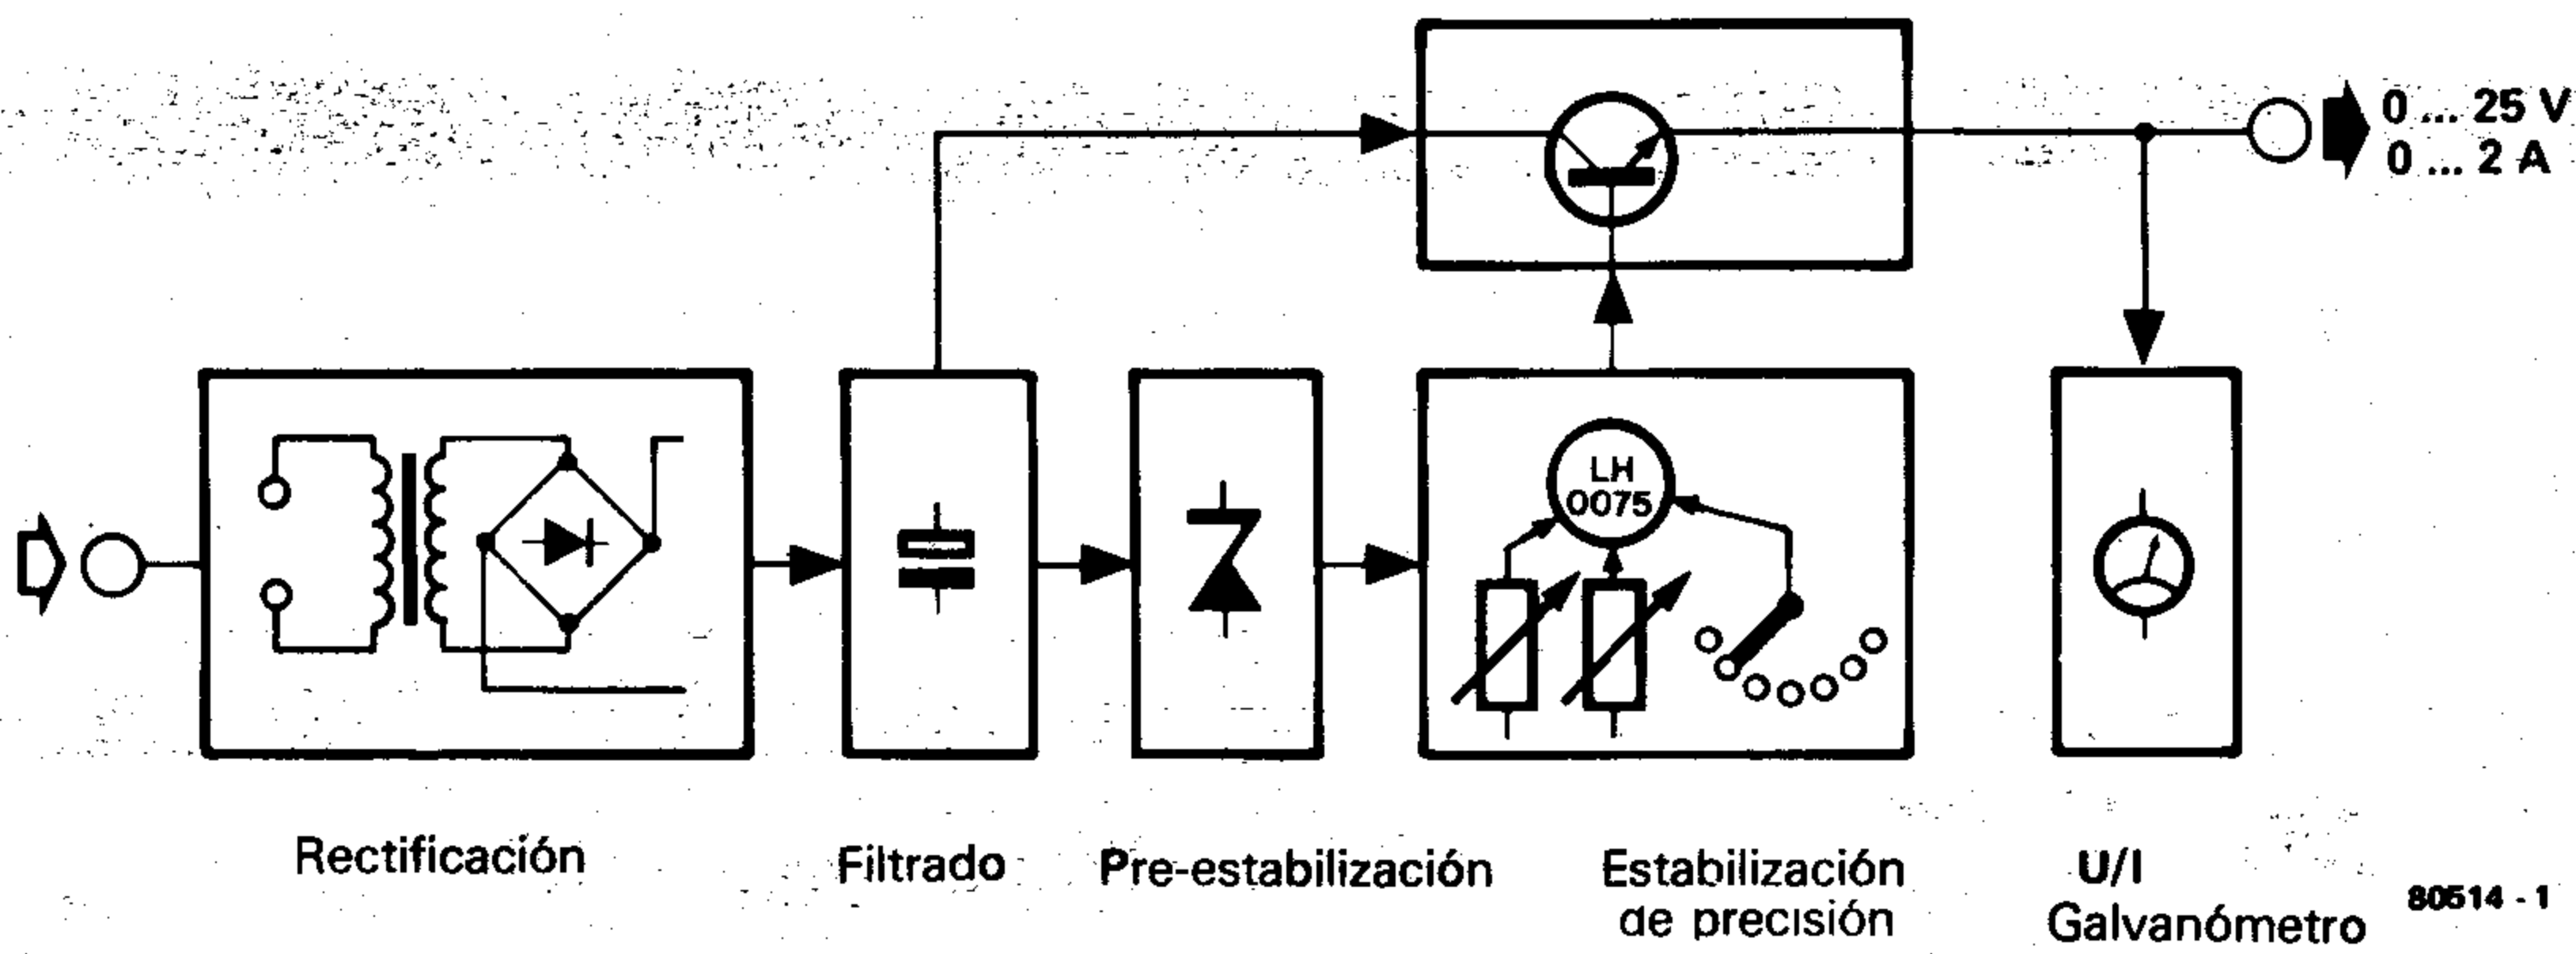 0 ... 25 V
0 ... 2 A
LH
0075
Rectificación
Filtrado
Pre-estabilización
Estabilización
de precisión
U/I
Galvanómetro
80514 - 1